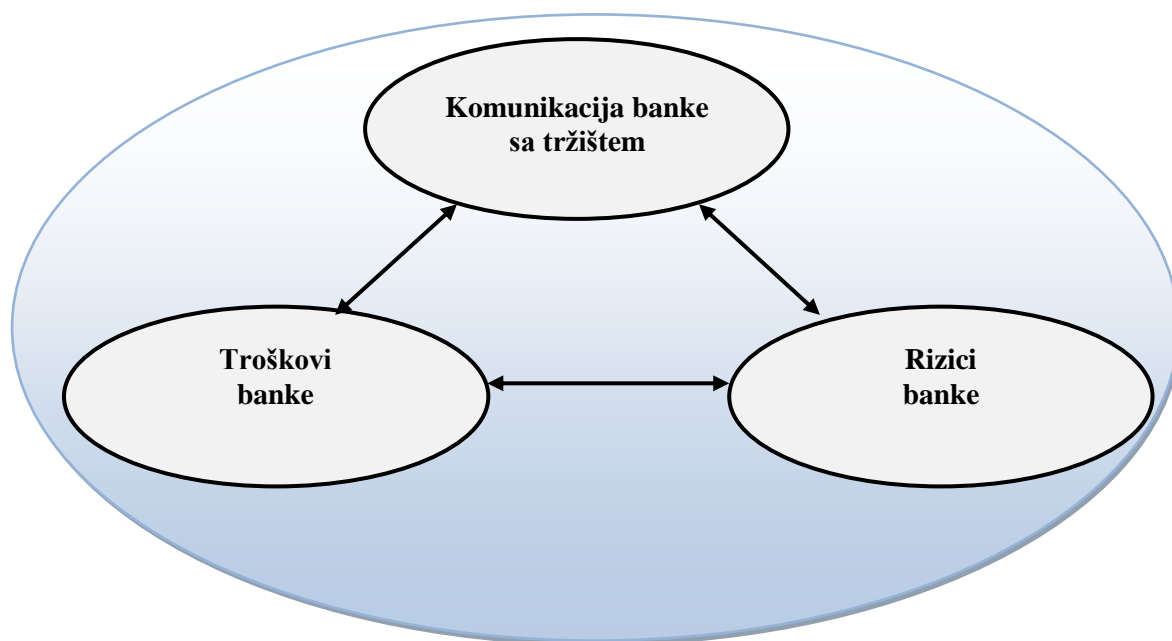 Komunikacija banke
sa tržištem
Troškovi
banke
Rizici
banke